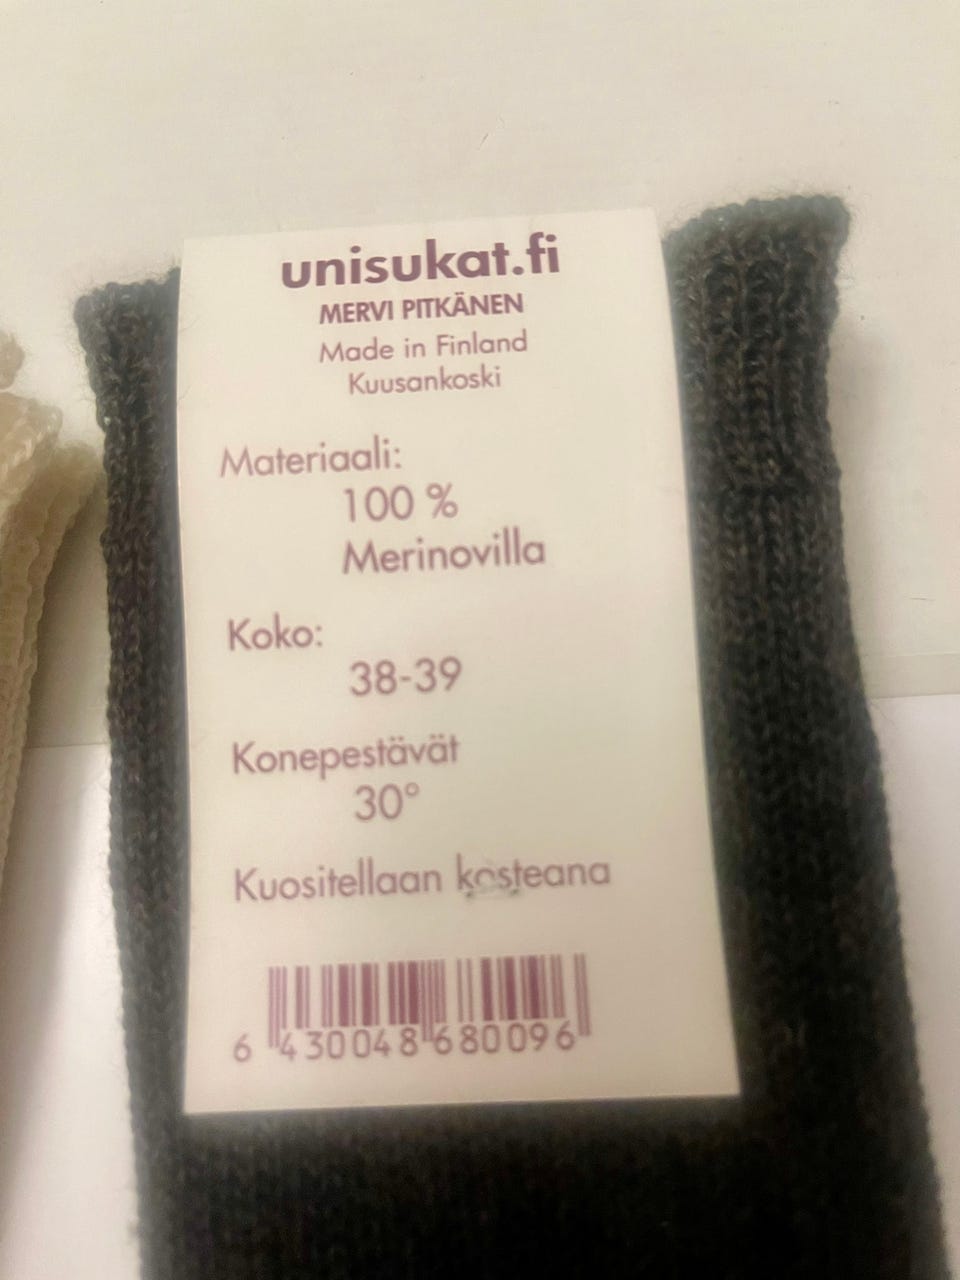 unisukat.fi
MERVI PITKÄNEN
Made in Finland
Kuusankoski
Materiaali:
100 %
Merinovilla
Koko:
38-39
Konepestävät
30°
Kuositellaan kosteana
6 430048 680096